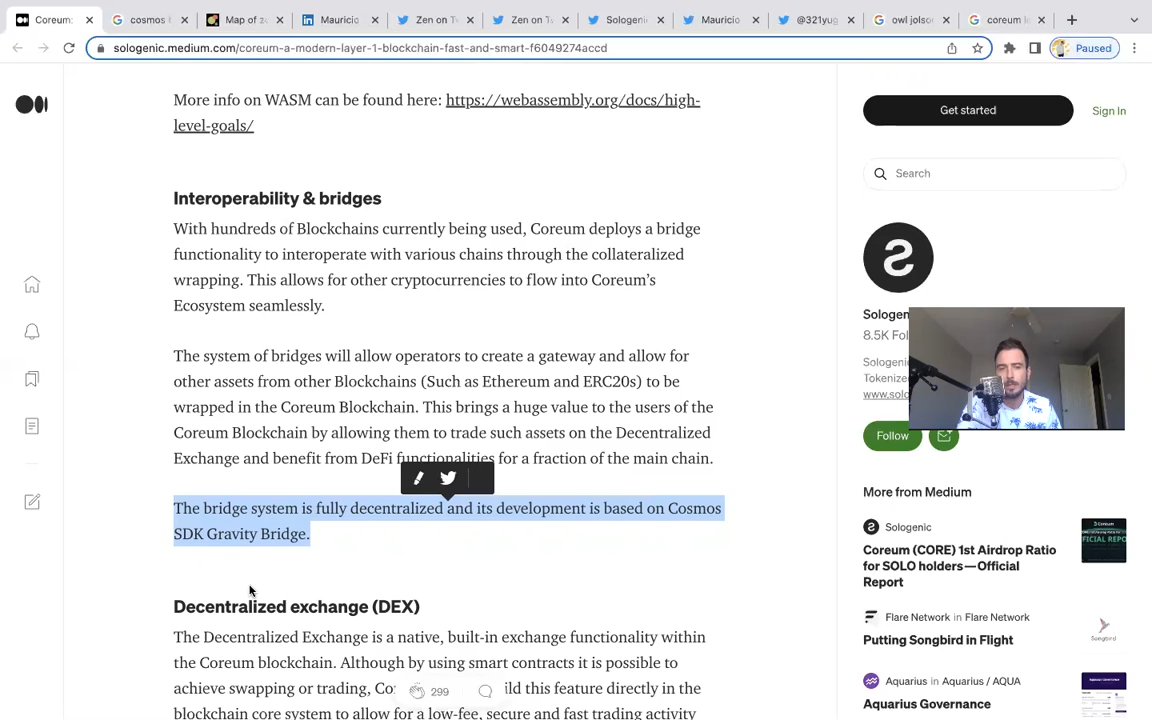 Coreum:
cosmos
Map of z
Mauricio
Zen on T
Zen on T
Sologenic
Mauricio
@321yug
owl jolso
coreum l
sologenic.medium.com/coreum-a-modern-layer-1-blockchain-fast-and-smart-f6049274accd
Paused
More info on WASM can be found here: https://webassembly.org/docs/high-
level-goals/
Interoperability & bridges
With hundreds of Blockchains currently being used, Coreum deploys a bridge
functionality to interoperate with various chains through the collateralized
wrapping. This allows for other cryptocurrencies to flow into Coreum's
Ecosystem seamlessly.
The system of bridges will allow operators to create a gateway and allow for
other assets from other Blockchains (Such as Ethereum and ERC20s) to be
wrapped in the Coreum Blockchain. This brings a huge value to the users of the
Coreum Blockchain by allowing them to trade such assets on the Decentralized
Exchange and benefit from DeFi functionalities for a fraction of the main chain.
The bridge system is fully decentralized and its development is based on Cosmos
SDK Gravity Bridge.
Decentralized exchange (DEX)
The Decentralized Exchange is a native, built-in exchange functionality within
the Coreum blockchain. Although by using smart contracts it is possible to
achieve swapping or trading, Co ild this feature directly in the
299
blockchain core system to allow for a low-fee, secure and fast trading activity
Get started
Sign In
Search
Sologen
8.5K Fol
Sologenic
Tokenized
www.solo
Follow
More from Medium
Sologenic
Coreum (CORE) 1st Airdrop Ratio
for SOLO holders—Official
Report
Flare Network in Flare Network
Putting Songbird in Flight
Songbird
Aquarius in Aquarius / AQUA
Aquarius Governance